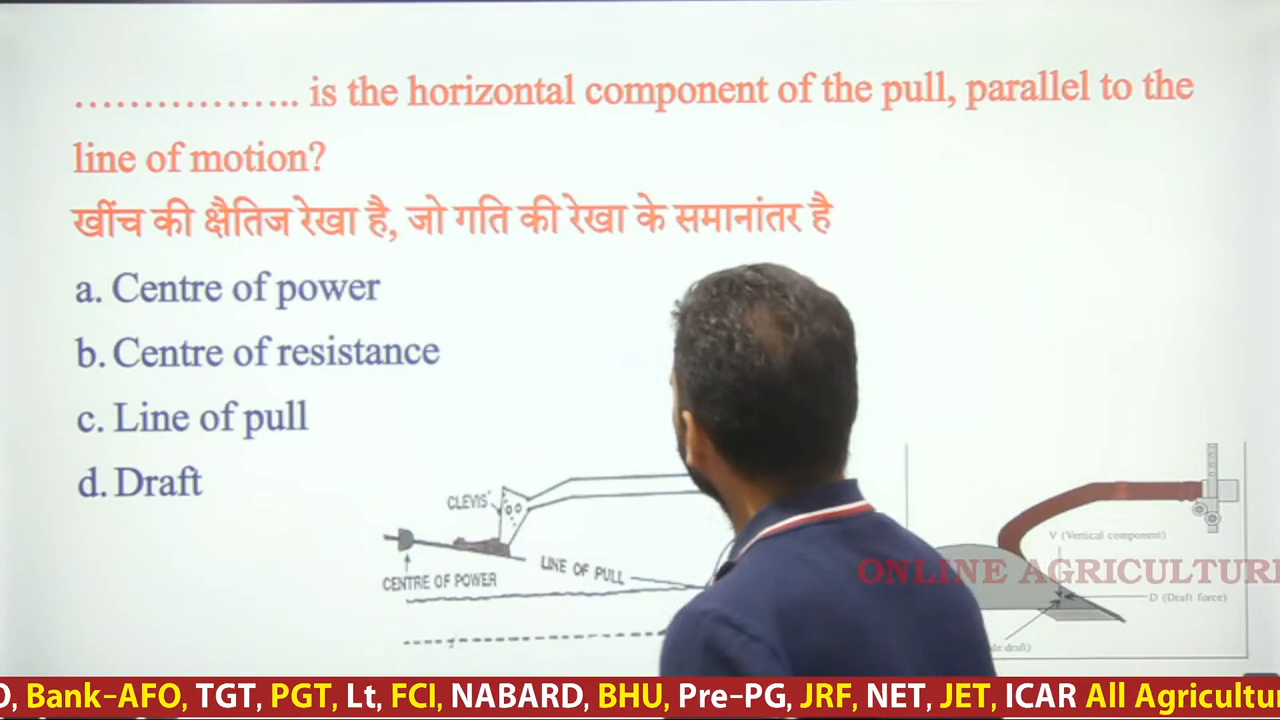 ……………….. is the horizontal component of the pull, parallel to the
line of motion?
खींच की क्षैतिज रेखा है, जो गति की रेखा के समानांतर है
a. Centre of power
b. Centre of resistance
c. Line of pull
d. Draft
CLEVIS
LINE OF PULL
CENTRE OF POWER
V (Vertical component)
ONLINE AGRICULTURE
D (Draft force)
draft)
Bank-AFO, TGT, PGT, Lt, FCI, NABARD, BHU, Pre-PG, JRF, NET, JET, ICAR All